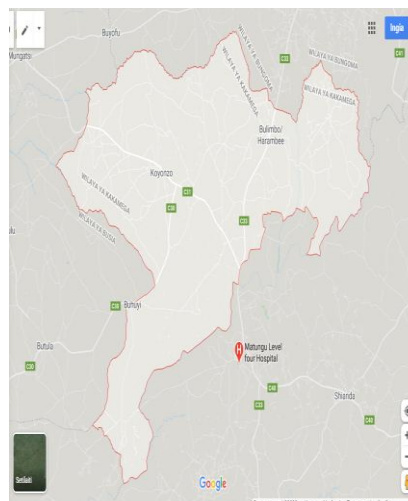 Buyofu
Ingia
Mungatsi
C33
C41
WILAYA YA BUNGOMA
WILAYA YA KAKAMEGA
WILAYA YA BUNGOMA
WILAYA YA KAKAMEGA
Bulimbo/
Harambee
Koyonzo
C31
WILAYA YA KAKAMEGA
WILAYA YA BUSIA
C33
Bumuyi
Butula
C30
Matungu Level
four Hospital
C40
Shianda
C33
C40
Setilaiti
Google